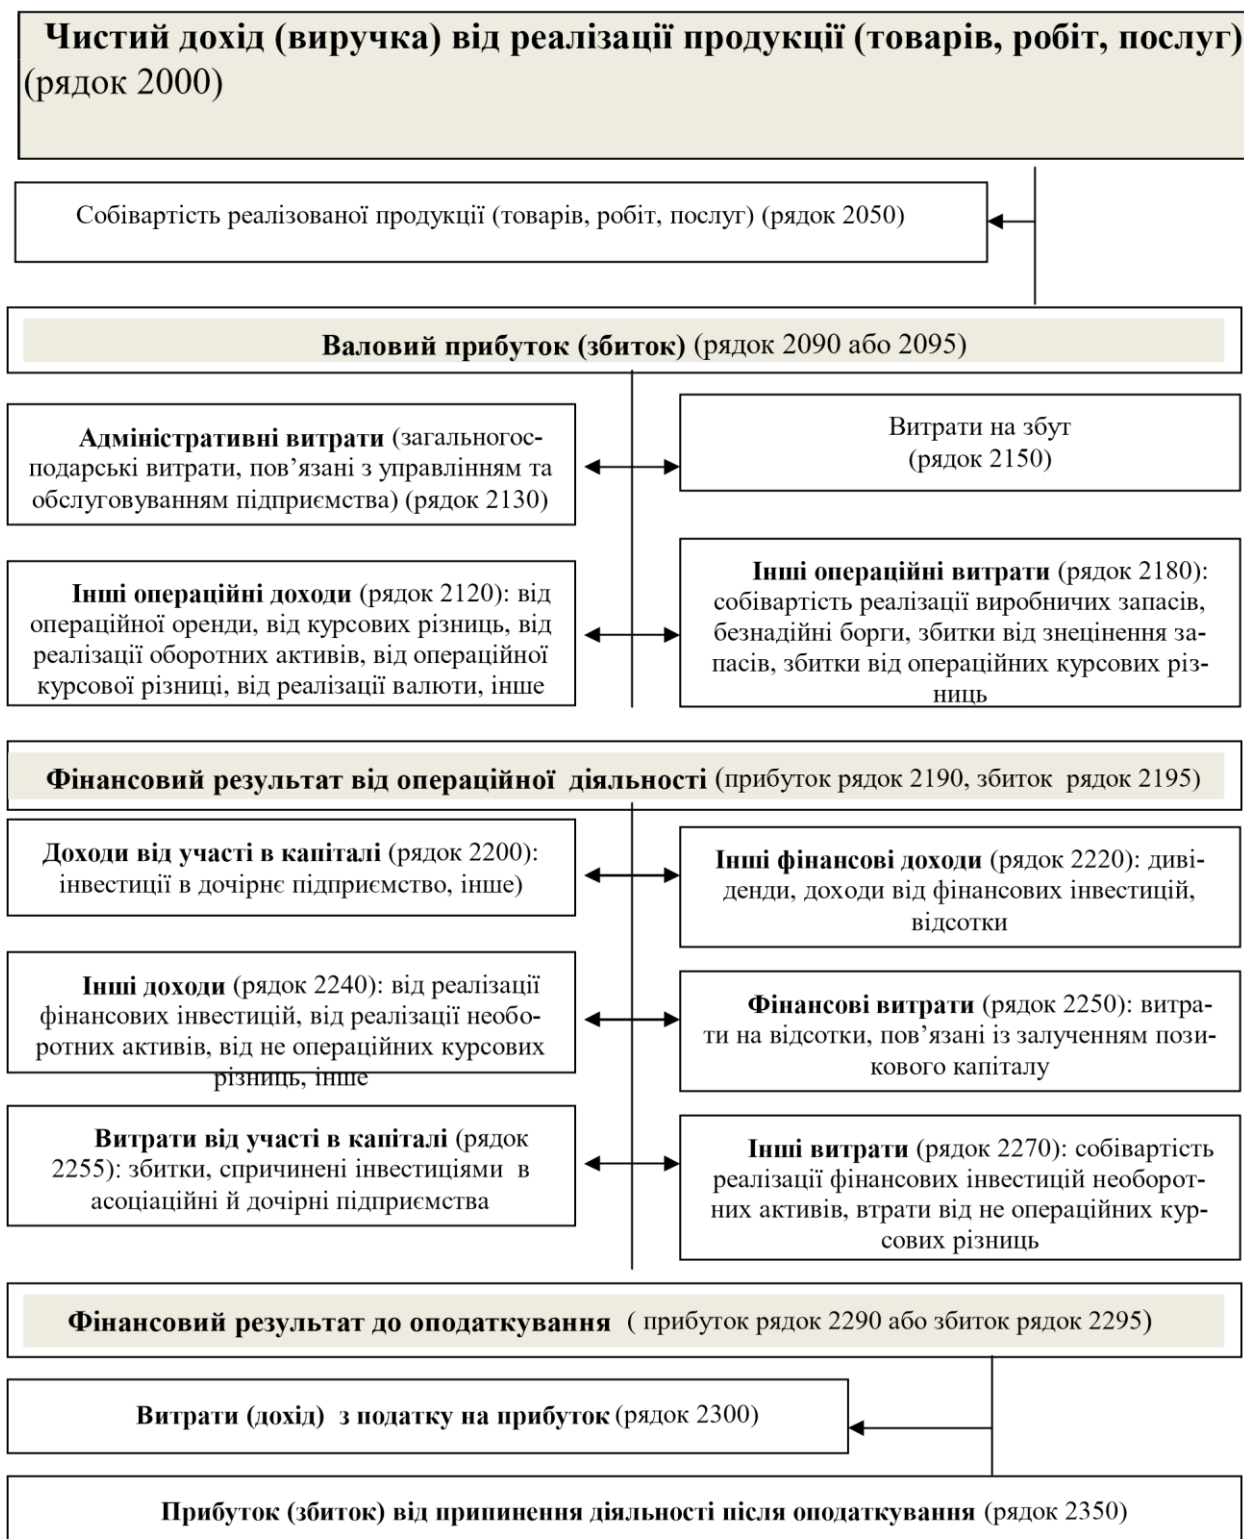 Чистий дохід (виручка) від реалізації продукції (товарів, робіт, послуг)
(рядок 2000)
Собівартість реалізованої продукції (товарів, робіт, послуг) (рядок 2050)
Валовий прибуток (збиток) (рядок 2090 або 2095)
Адміністративні витрати (загальногос-
подарські витрати, пов’язані з управлінням та
обслуговуванням підприємства) (рядок 2130)
Витрати на збут
(рядок 2150)
Інші операційні доходи (рядок 2120): від
операційної оренди, від курсових різниць, від
реалізації оборотних активів, від операційної
курсової різниці, від реалізації валюти, інше
Інші операційні витрати (рядок 2180):
собівартість реалізації виробничих запасів,
безнадійні борги, збитки від знецінення за-
пасів, збитки від операційних курсових різ-
ниць
Фінансовий результат від операційної діяльності (прибуток рядок 2190, збиток рядок 2195)
Доходи від участі в капіталі (рядок 2200):
інвестиції в дочірнє підприємство, інше)
Інші фінансові доходи (рядок 2220): диві-
денди, доходи від фінансових інвестицій,
відсотки
Інші доходи (рядок 2240): від реалізації
фінансових інвестицій, від реалізації необо-
ротних активів, від не операційних курсових
різниць, інше
Фінансові витрати (рядок 2250): витра-
ти на відсотки, пов’язані із залученням пози-
кового капіталу
Витрати від участі в капіталі (рядок
2255): збитки, спричинені інвестиціями в
асоціаційні й дочірні підприємства
Інші витрати (рядок 2270): собівартість
реалізації фінансових інвестицій необорот-
них активів, втрати від не операційних кур-
сових різниць
Фінансовий результат до оподаткування ( прибуток рядок 2290 або збиток рядок 2295)
Витрати (дохід) з податку на прибуток (рядок 2300)
Прибуток (збиток) від припинення діяльності після оподаткування (рядок 2350)